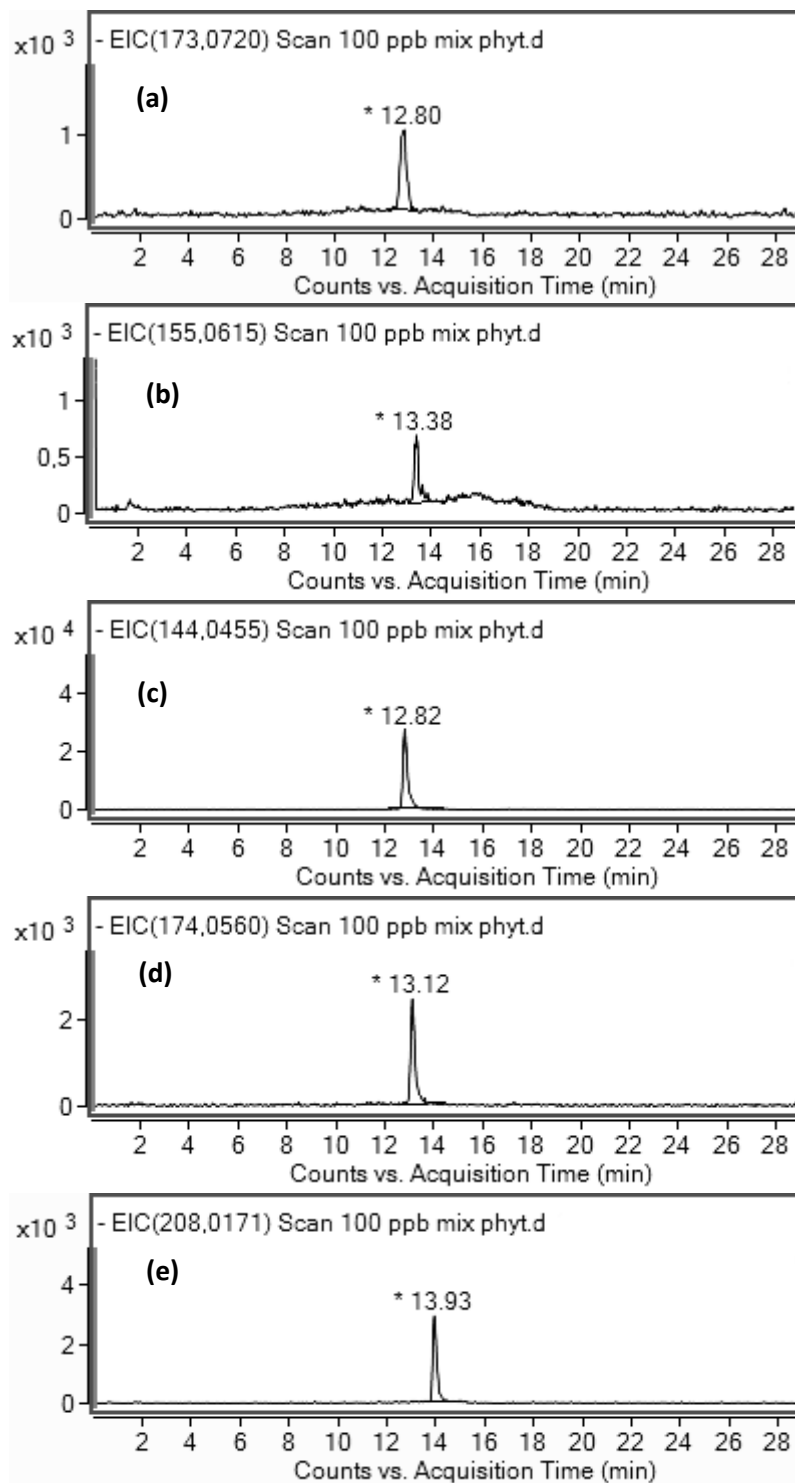 x10 3
- EIC(173,0720) Scan 100 ppb mix phyt.d
(a)
* 12.80
1
0
2 4 6 8 10 12 14 16 18 20 22 24 26 28
Counts vs. Acquisition Time (min)
x10 3
- EIC(155,0615) Scan 100 ppb mix phyt.d
(b)
1
* 13.38
0,5
0
2 4 6 8 10 12 14 16 18 20 22 24 26 28
Counts vs. Acquisition Time (min)
x10 4
- EIC(144,0455) Scan 100 ppb mix phyt.d
(c)
4
* 12.82
2
0
2 4 6 8 10 12 14 16 18 20 22 24 26 28
Counts vs. Acquisition Time (min)
x10 3
- EIC(174,0560) Scan 100 ppb mix phyt.d
(d)
* 13.12
2
0
2 4 6 8 10 12 14 16 18 20 22 24 26 28
Counts vs. Acquisition Time (min)
x10 3
- EIC(208,0171) Scan 100 ppb mix phyt.d
(e)
4
* 13.93
2
0
2 4 6 8 10 12 14 16 18 20 22 24 26 28
Counts vs. Acquisition Time (min)